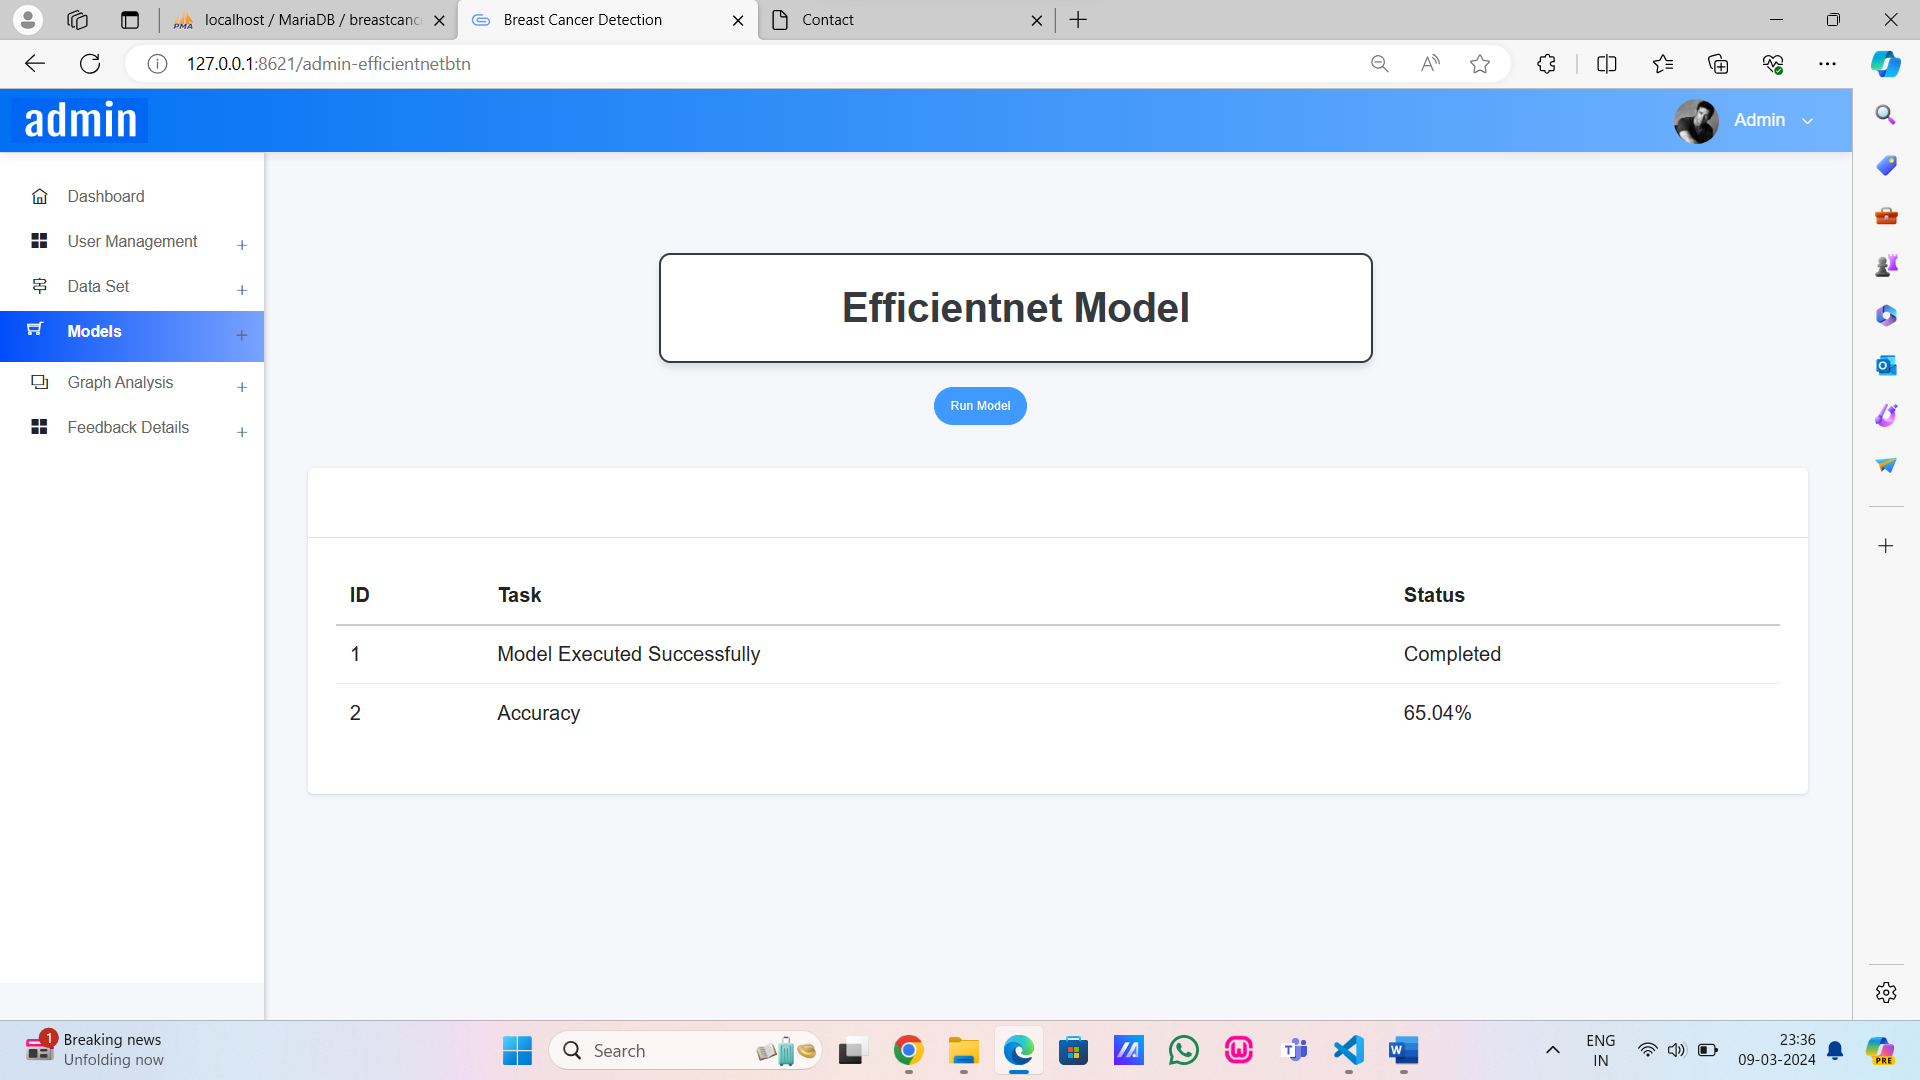 localhost / MariaDB / breastcanc
Breast Cancer Detection
Contact
127.0.0.1:8621/admin-efficientnetbtn
admin
Admin
Dashboard
User Management
Data Set
Models
Graph Analysis
Feedback Details
Efficientnet Model
Run Model
ID Task Status
1 Model Executed Successfully Completed
2 Accuracy 65.04%
1 Breaking news
Unfolding now
Search
ENG
IN
23:36
09-03-2024
PRE